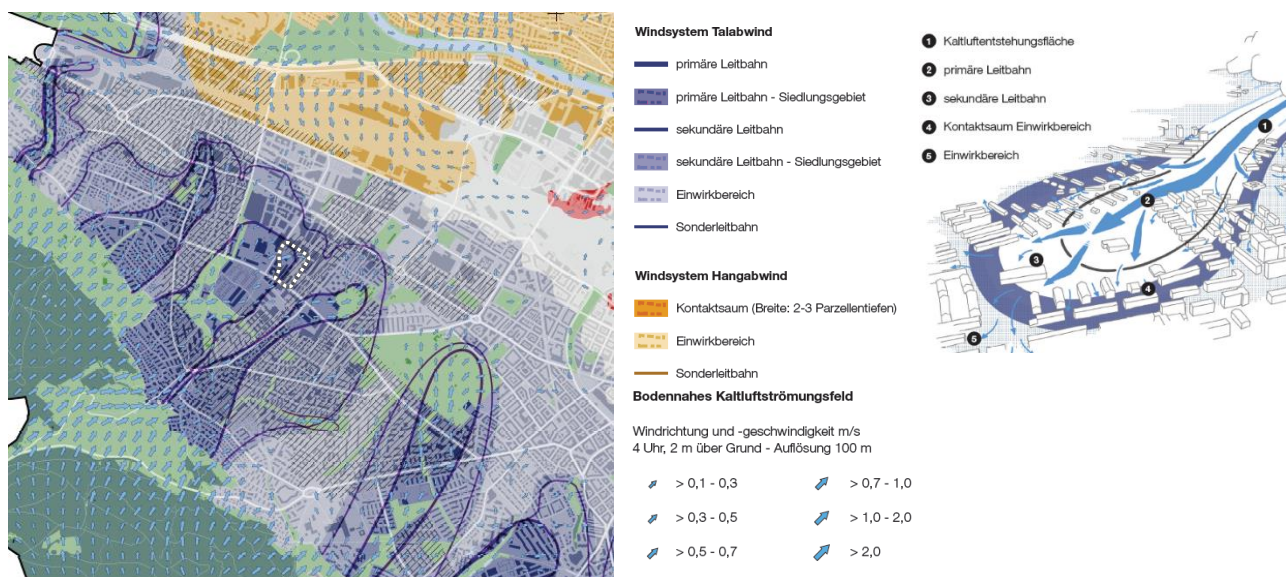 Windsystem Talabwind
primäre Leitbahn
primäre Leitbahn - Siedlungsgebiet
sekundäre Leitbahn
sekundäre Leitbahn - Siedlungsgebiet
Einwirkbereich
Sonderleitbahn
Windsystem Hangabwind
Kontaktsaum (Breite: 2-3 Parzellentiefen)
Einwirkbereich
Sonderleitbahn
Bodennahes Kaltluftströmungsfeld
Windrichtung und -geschwindigkeit m/s
4 Uhr, 2 m über Grund - Auflösung 100 m
> 0,1 - 0,3
> 0,3 - 0,5
> 0,5 - 0,7
> 0,7 - 1,0
> 1,0 - 2,0
> 2,0
1 Kaltluftentstehungsfläche
2 primäre Leitbahn
3 sekundäre Leitbahn
4 Kontaktsaum Einwirkbereich
5 Einwirkbereich
1
2
3
4
5